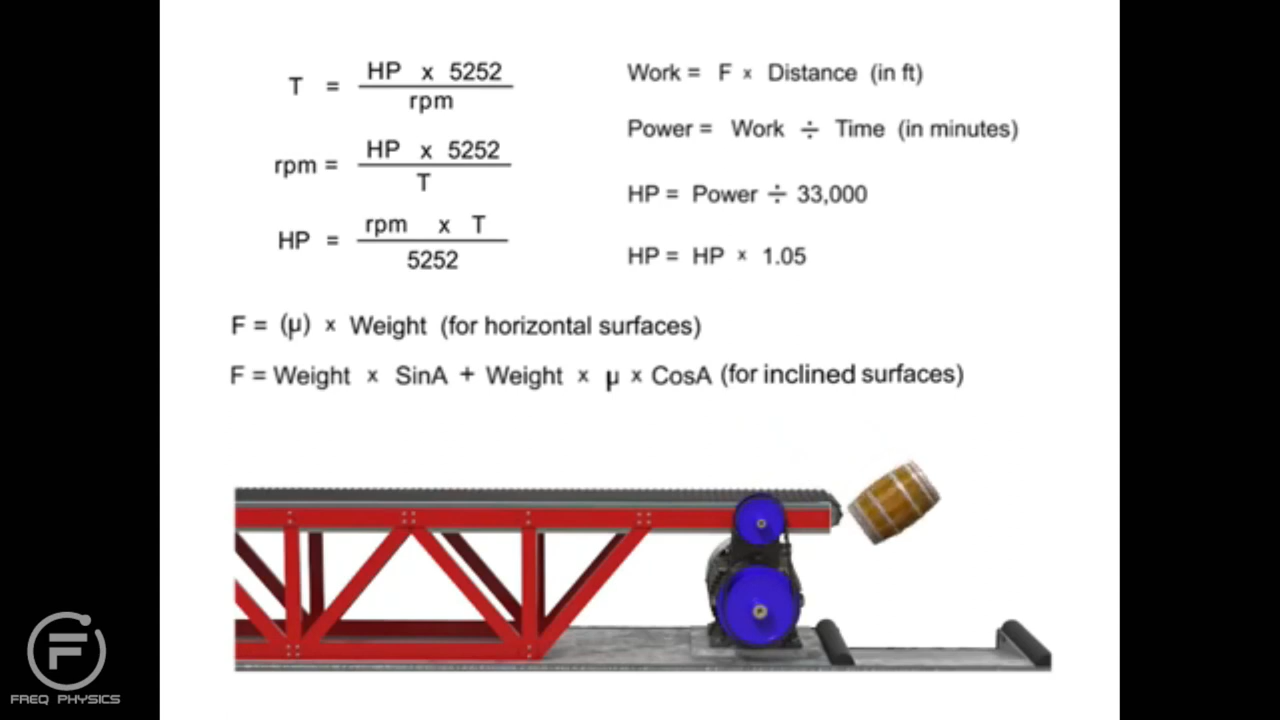 T = HP x 5252
rpm
rpm = HP x 5252
T
HP = rpm x T
5252
Work = F x Distance (in ft)
Power = Work ÷ Time (in minutes)
HP = Power ÷ 33,000
HP = HP x 1.05
F = (μ) x Weight (for horizontal surfaces)
F = Weight x SinA + Weight x μ x CosA (for inclined surfaces)
F
FREQ PHYSICS